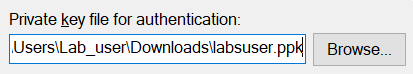 Private key file for authentication:
\Users\Lab_user\Downloads\labsuser.ppk
Browse...